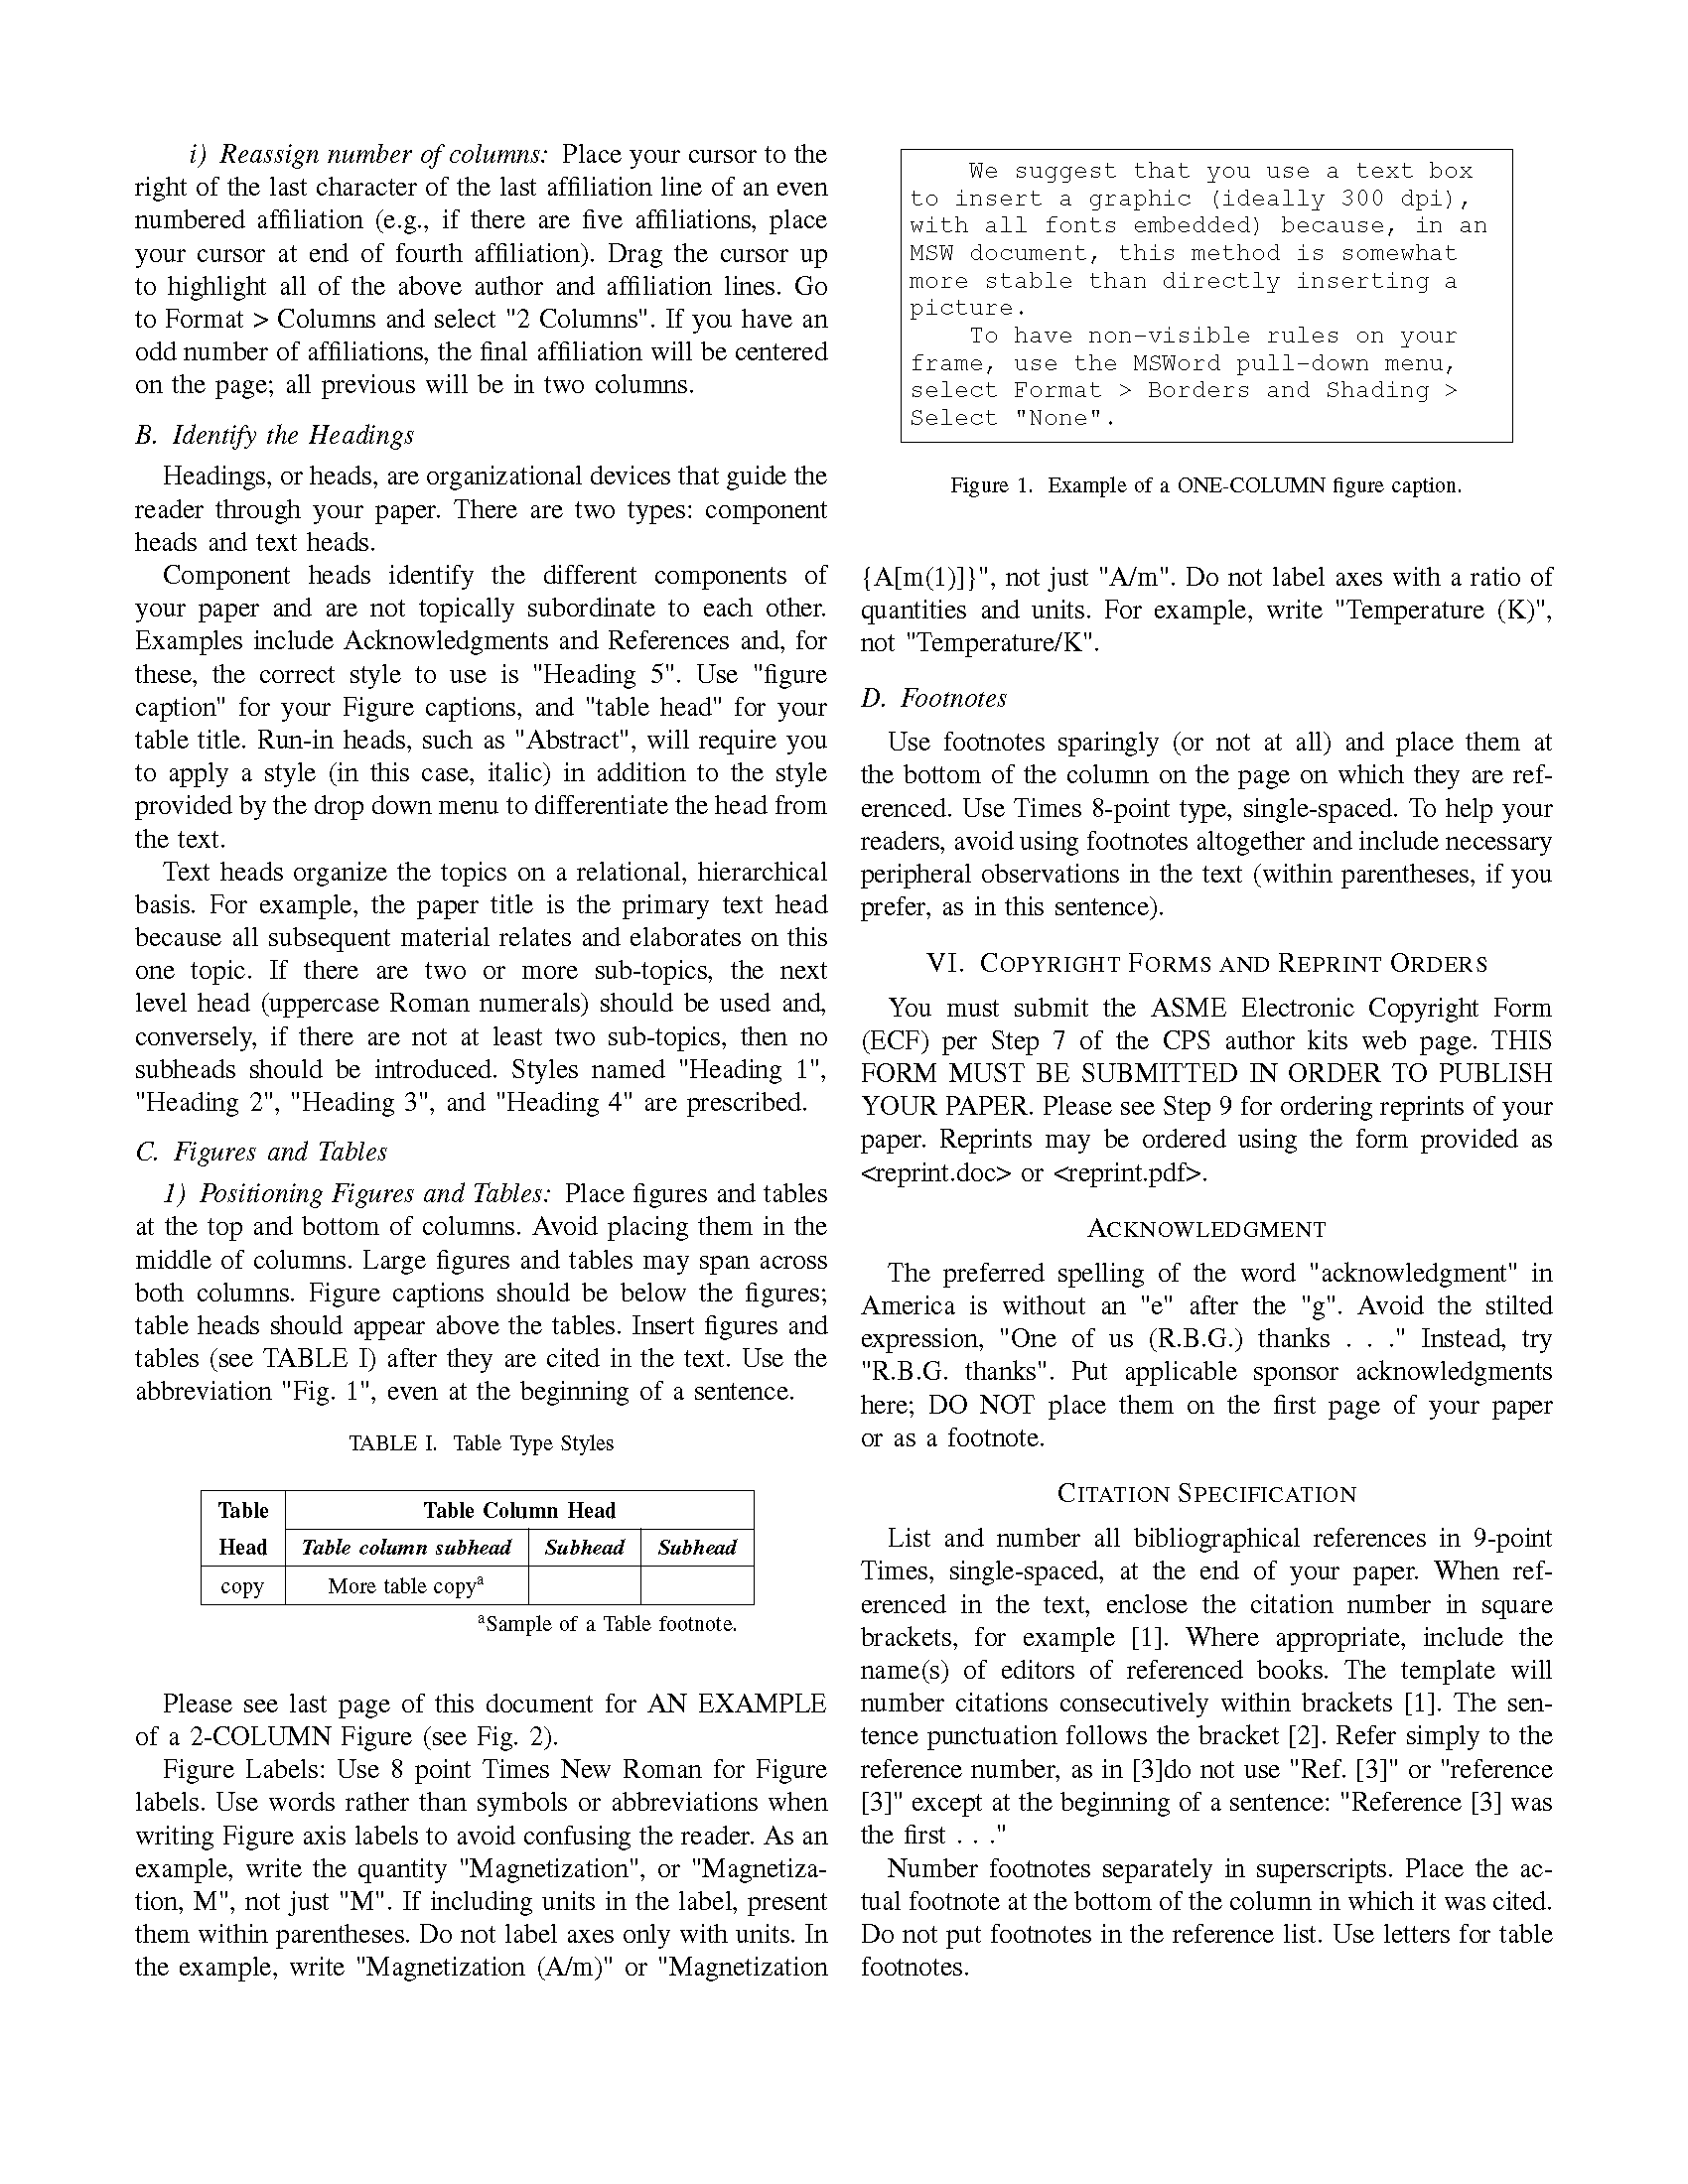 i) Reassign number of columns: Place your cursor to the
right of the last character of the last affiliation line of an even
numbered affiliation (e.g., if there are five affiliations, place
your cursor at end of fourth affiliation). Drag the cursor up
to highlight all of the above author and affiliation lines. Go
to Format > Columns and select "2 Columns". If you have an
odd number of affiliations, the final affiliation will be centered
on the page; all previous will be in two columns.
B. Identify the Headings
Headings, or heads, are organizational devices that guide the
reader through your paper. There are two types: component
heads and text heads.
Component heads identify the different components of
your paper and are not topically subordinate to each other.
Examples include Acknowledgments and References and, for
these, the correct style to use is "Heading 5". Use "figure
caption" for your Figure captions, and "table head" for your
table title. Run-in heads, such as "Abstract", will require you
to apply a style (in this case, italic) in addition to the style
provided by the drop down menu to differentiate the head from
the text.
Text heads organize the topics on a relational, hierarchical
basis. For example, the paper title is the primary text head
because all subsequent material relates and elaborates on this
one topic. If there are two or more sub-topics, the next
level head (uppercase Roman numerals) should be used and,
conversely, if there are not at least two sub-topics, then no
subheads should be introduced. Styles named "Heading 1",
"Heading 2", "Heading 3", and "Heading 4" are prescribed.
C. Figures and Tables
1) Positioning Figures and Tables: Place figures and tables
at the top and bottom of columns. Avoid placing them in the
middle of columns. Large figures and tables may span across
both columns. Figure captions should be below the figures;
table heads should appear above the tables. Insert figures and
tables (see TABLE I) after they are cited in the text. Use the
abbreviation "Fig. 1", even at the beginning of a sentence.
TABLE I. Table Type Styles
Table Table Column Head
Head Table column subhead Subhead Subhead
copy More table copyª
ªSample of a Table footnote.
Please see last page of this document for AN EXAMPLE
of a 2-COLUMN Figure (see Fig. 2).
Figure Labels: Use 8 point Times New Roman for Figure
labels. Use words rather than symbols or abbreviations when
writing Figure axis labels to avoid confusing the reader. As an
example, write the quantity "Magnetization", or "Magnetiza-
tion, M", not just "M". If including units in the label, present
them within parentheses. Do not label axes only with units. In
the example, write "Magnetization (A/m)" or "Magnetization
We suggest that you use a text box
to insert a graphic (ideally 300 dpi),
with all fonts embedded) because, in an
MSW document, this method is somewhat
more stable than directly inserting a
picture.
To have non-visible rules on your
frame, use the MSWord pull-down menu,
select Format > Borders and Shading >
Select "None".
Figure 1. Example of a ONE-COLUMN figure caption.
{A[m(1)]}", not just "A/m". Do not label axes with a ratio of
quantities and units. For example, write "Temperature (K)",
not "Temperature/K".
D. Footnotes
Use footnotes sparingly (or not at all) and place them at
the bottom of the column on the page on which they are ref-
erenced. Use Times 8-point type, single-spaced. To help your
readers, avoid using footnotes altogether and include necessary
peripheral observations in the text (within parentheses, if you
prefer, as in this sentence).
VI. COPYRIGHT FORMS AND REPRINT ORDERS
You must submit the ASME Electronic Copyright Form
(ECF) per Step 7 of the CPS author kits web page. THIS
FORM MUST BE SUBMITTED IN ORDER TO PUBLISH
YOUR PAPER. Please see Step 9 for ordering reprints of your
paper. Reprints may be ordered using the form provided as
<reprint.doc> or <reprint.pdf>.
ACKNOWLEDGMENT
The preferred spelling of the word "acknowledgment" in
America is without an "e" after the "g". Avoid the stilted
expression, "One of us (R.B.G.) thanks . . ." Instead, try
"R.B.G. thanks". Put applicable sponsor acknowledgments
here; DO NOT place them on the first page of your paper
or as a footnote.
CITATION SPECIFICATION
List and number all bibliographical references in 9-point
Times, single-spaced, at the end of your paper. When ref-
erenced in the text, enclose the citation number in square
brackets, for example [1]. Where appropriate, include the
name(s) of editors of referenced books. The template will
number citations consecutively within brackets [1]. The sen-
tence punctuation follows the bracket [2]. Refer simply to the
reference number, as in [3]do not use "Ref. [3]" or "reference
[3]" except at the beginning of a sentence: "Reference [3] was
the first . . ."
Number footnotes separately in superscripts. Place the ac-
tual footnote at the bottom of the column in which it was cited.
Do not put footnotes in the reference list. Use letters for table
footnotes.